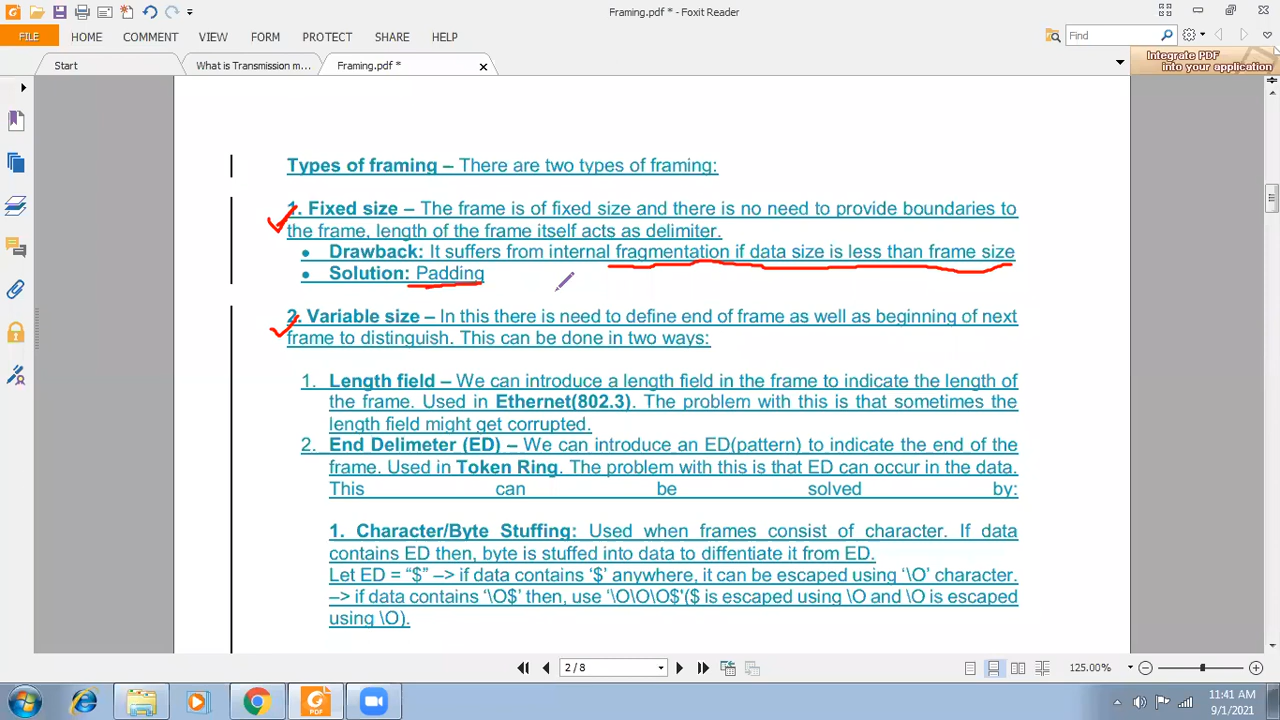 Framing.pdf * - Foxit Reader
FILE HOME COMMENT VIEW FORM PROTECT SHARE HELP
Find
Start
What is Transmission m...
Framing.pdf *
Integrate PDF
into your application
Types of framing – There are two types of framing:
1. Fixed size – The frame is of fixed size and there is no need to provide boundaries to
the frame, length of the frame itself acts as delimiter.
• Drawback: It suffers from internal fragmentation if data size is less than frame size
• Solution: Padding
2. Variable size – In this there is need to define end of frame as well as beginning of next
frame to distinguish. This can be done in two ways:
1. Length field – We can introduce a length field in the frame to indicate the length of
the frame. Used in Ethernet(802.3). The problem with this is that sometimes the
length field might get corrupted.
2. End Delimeter (ED) – We can introduce an ED(pattern) to indicate the end of the
frame. Used in Token Ring. The problem with this is that ED can occur in the data.
This can be solved by:
1. Character/Byte Stuffing: Used when frames consist of character. If data
contains ED then, byte is stuffed into data to diffentiate it from ED.
Let ED = “$” –> if data contains ‘$’ anywhere, it can be escaped using ‘\O’ character.
–> if data contains ‘\O$’ then, use ‘\O\O\O$'($ is escaped using \O and \O is escaped
using \O).
2 / 8
125.00%
PDF
11:41 AM
9/1/2021